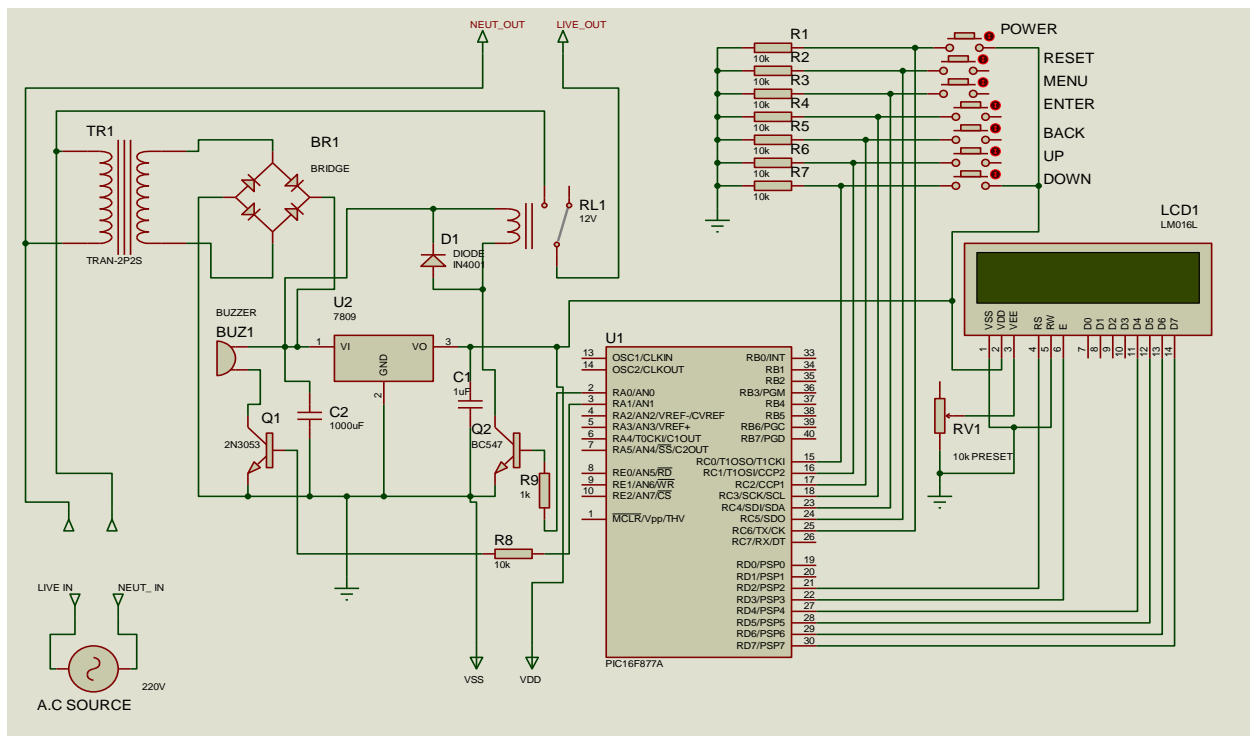 NEUT_OUT
LIVE_OUT
R1
10k
R2
10k
R3
10k
R4
10k
R5
10k
R6
10k
R7
10k
POWER
RESET
MENU
ENTER
BACK
UP
DOWN
TR1
TRAN-2P2S
BR1
BRIDGE
RL1
12V
D1
DIODE
IN4001
LCD1
LM016L
VSS
VDD
VEE
RS
RW
E
D0
D1
D2
D3
D4
D5
D6
D7
1
2
3
4
5
6
7
8
9
10
11
12
13
14
BUZZER
BUZ1
U2
7809
1
VI
VO
3
GND
2
C1
1uF
C2
1000uF
Q1
2N3053
Q2
BC547
R9
1k
R8
10k
RV1
10k PRESET
U1
13
OSC1/CLKIN
14
OSC2/CLKOUT
2
RA0/AN0
3
RA1/AN1
4
RA2/AN2/VREF-/CVREF
5
RA3/AN3/VREF+
6
RA4/T0CKI/C1OUT
7
RA5/AN4/SS/C2OUT
8
RE0/AN5/RD
9
RE1/AN6/WR
10
RE2/AN7/CS
1
MCLR/Vpp/THV
RB0/INT
33
RB1
34
RB2
35
RB3/PGM
36
RB4
37
RB5
38
RB6/PGC
39
RB7/PGD
40
RC0/T1OSO/T1CKI
15
RC1/T1OSI/CCP2
16
RC2/CCP1
17
RC3/SCK/SCL
18
RC4/SDI/SDA
23
RC5/SDO
24
RC6/TX/CK
25
RC7/RX/DT
26
RD0/PSP0
19
RD1/PSP1
20
RD2/PSP2
21
RD3/PSP3
22
RD4/PSP4
27
RD5/PSP5
28
RD6/PSP6
29
RD7/PSP7
30
PIC16F877A
VSS
VDD
LIVE IN
NEUT_ IN
220V
A.C SOURCE